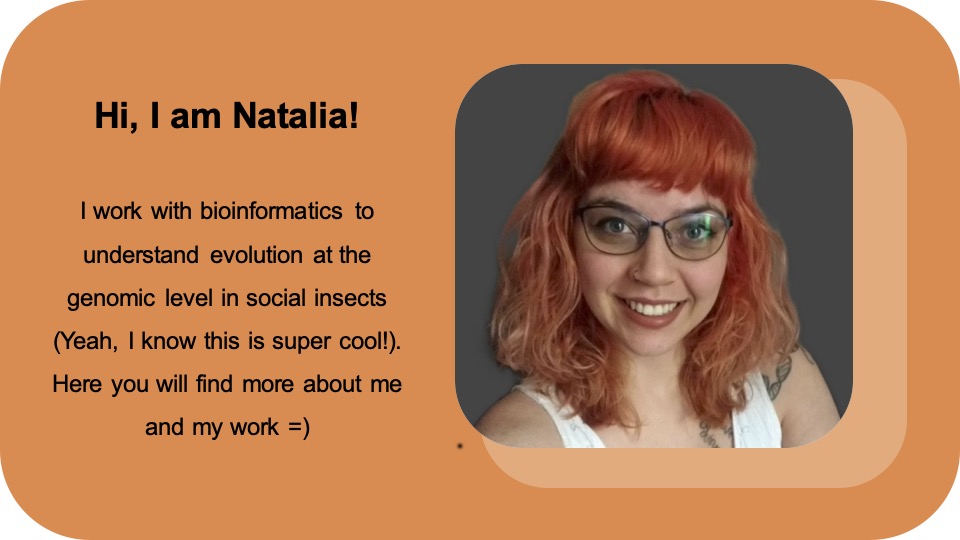 Hi, I am Natalia!
I work with bioinformatics to
understand evolution at the
genomic level in social insects
(Yeah, I know this is super cool!).
Here you will find more about me
and my work =)